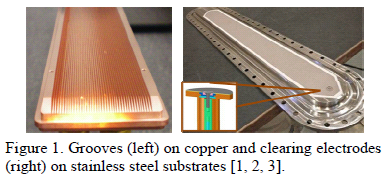 Figure 1. Grooves (left) on copper and clearing electrodes
(right) on stainless steel substrates [1, 2, 3].